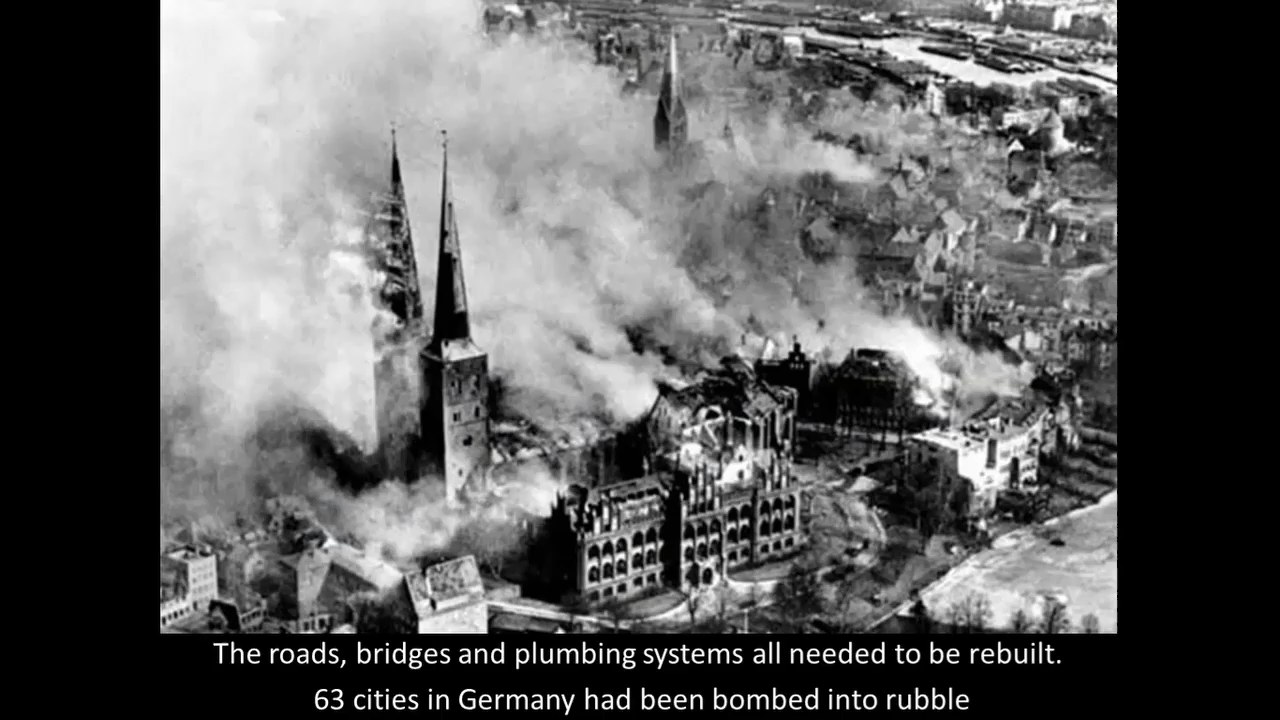 The roads, bridges and plumbing systems all needed to be rebuilt.
63 cities in Germany had been bombed into rubble